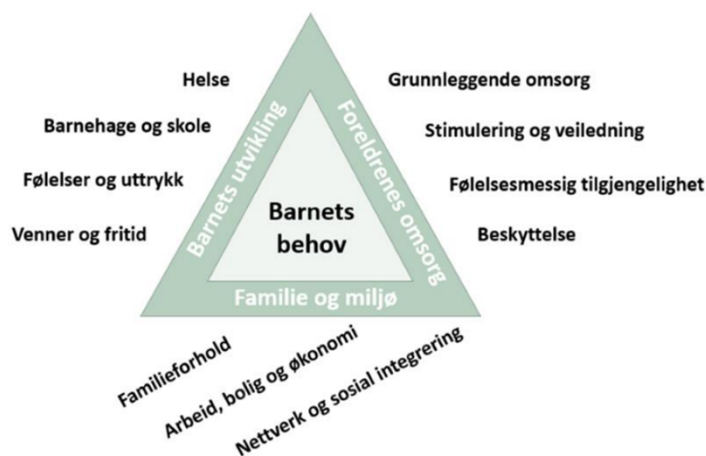 Helse
Barnehage og skole
Følelser og uttrykk
Venner og fritid
Barnets utvikling
Barnets
behov
Foreldrenes omsorg
Grunnleggende omsorg
Stimulering og veiledning
Følelsesmessig tilgjengelighet
Beskyttelse
Familie og miljø
Familieforhold
Arbeid, bolig og økonomi
Nettverk og sosial integrering